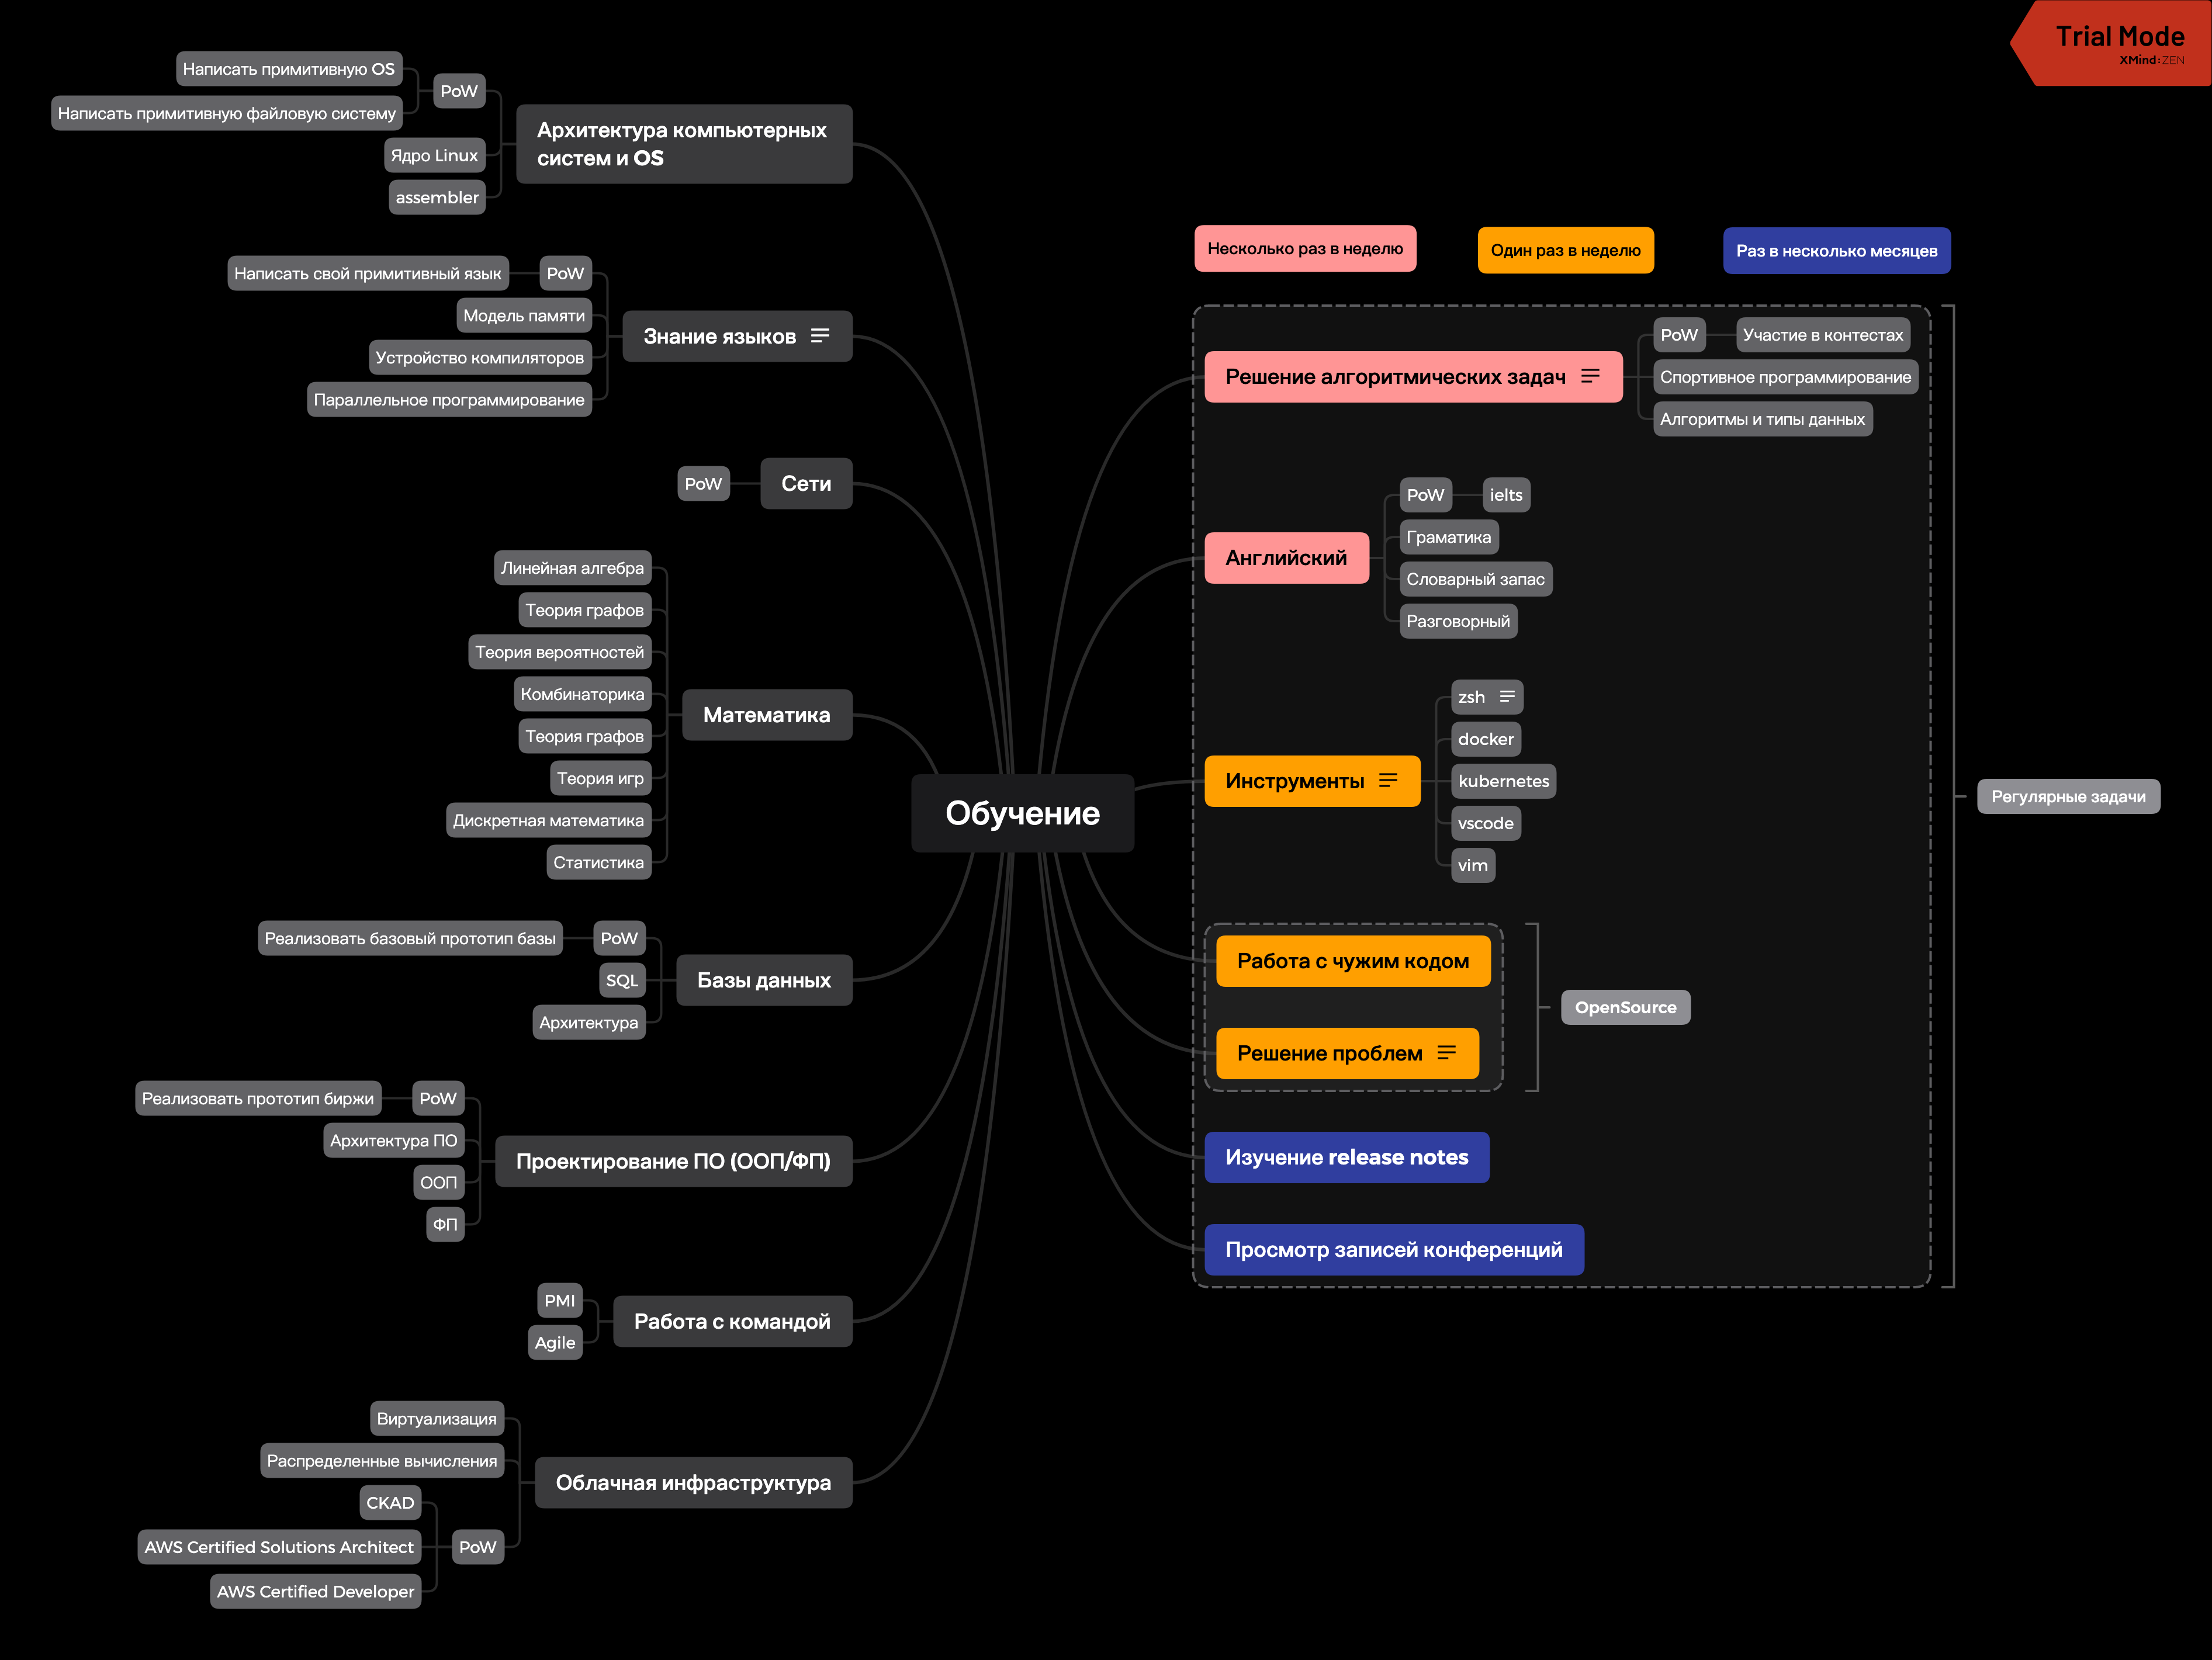 Trial Mode
XMind:ZEN
Написать примитивную OS
Написать примитивную файловую систему
PoW
Ядро Linux
assembler
Архитектура компьютерных
систем и OS
Написать свой примитивный язык
PoW
Модель памяти
Устройство компиляторов
Параллельное программирование
Знание языков
PoW
Сети
Линейная алгебра
Теория графов
Теория вероятностей
Комбинаторика
Теория графов
Теория игр
Дискретная математика
Статистика
Математика
Реализовать базовый прототип базы
PoW
SQL
Архитектура
Базы данных
Реализовать прототип биржи
PoW
Архитектура ПО
ООП
ФП
Проектирование ПО (ООП/ФП)
PMI
Agile
Работа с командой
Виртуализация
Распределенные вычисления
CKAD
AWS Certified Solutions Architect
AWS Certified Developer
PoW
Облачная инфраструктура
Обучение
Несколько раз в неделю
Один раз в неделю
Раз в несколько месяцев
Решение алгоритмических задач
PoW
Участие в контестах
Спортивное программирование
Алгоритмы и типы данных
Английский
PoW
ielts
Граматика
Словарный запас
Разговорный
Инструменты
zsh
docker
kubernetes
vscode
vim
Работа с чужим кодом
Решение проблем
OpenSource
Изучение release notes
Просмотр записей конференций
Регулярные задачи